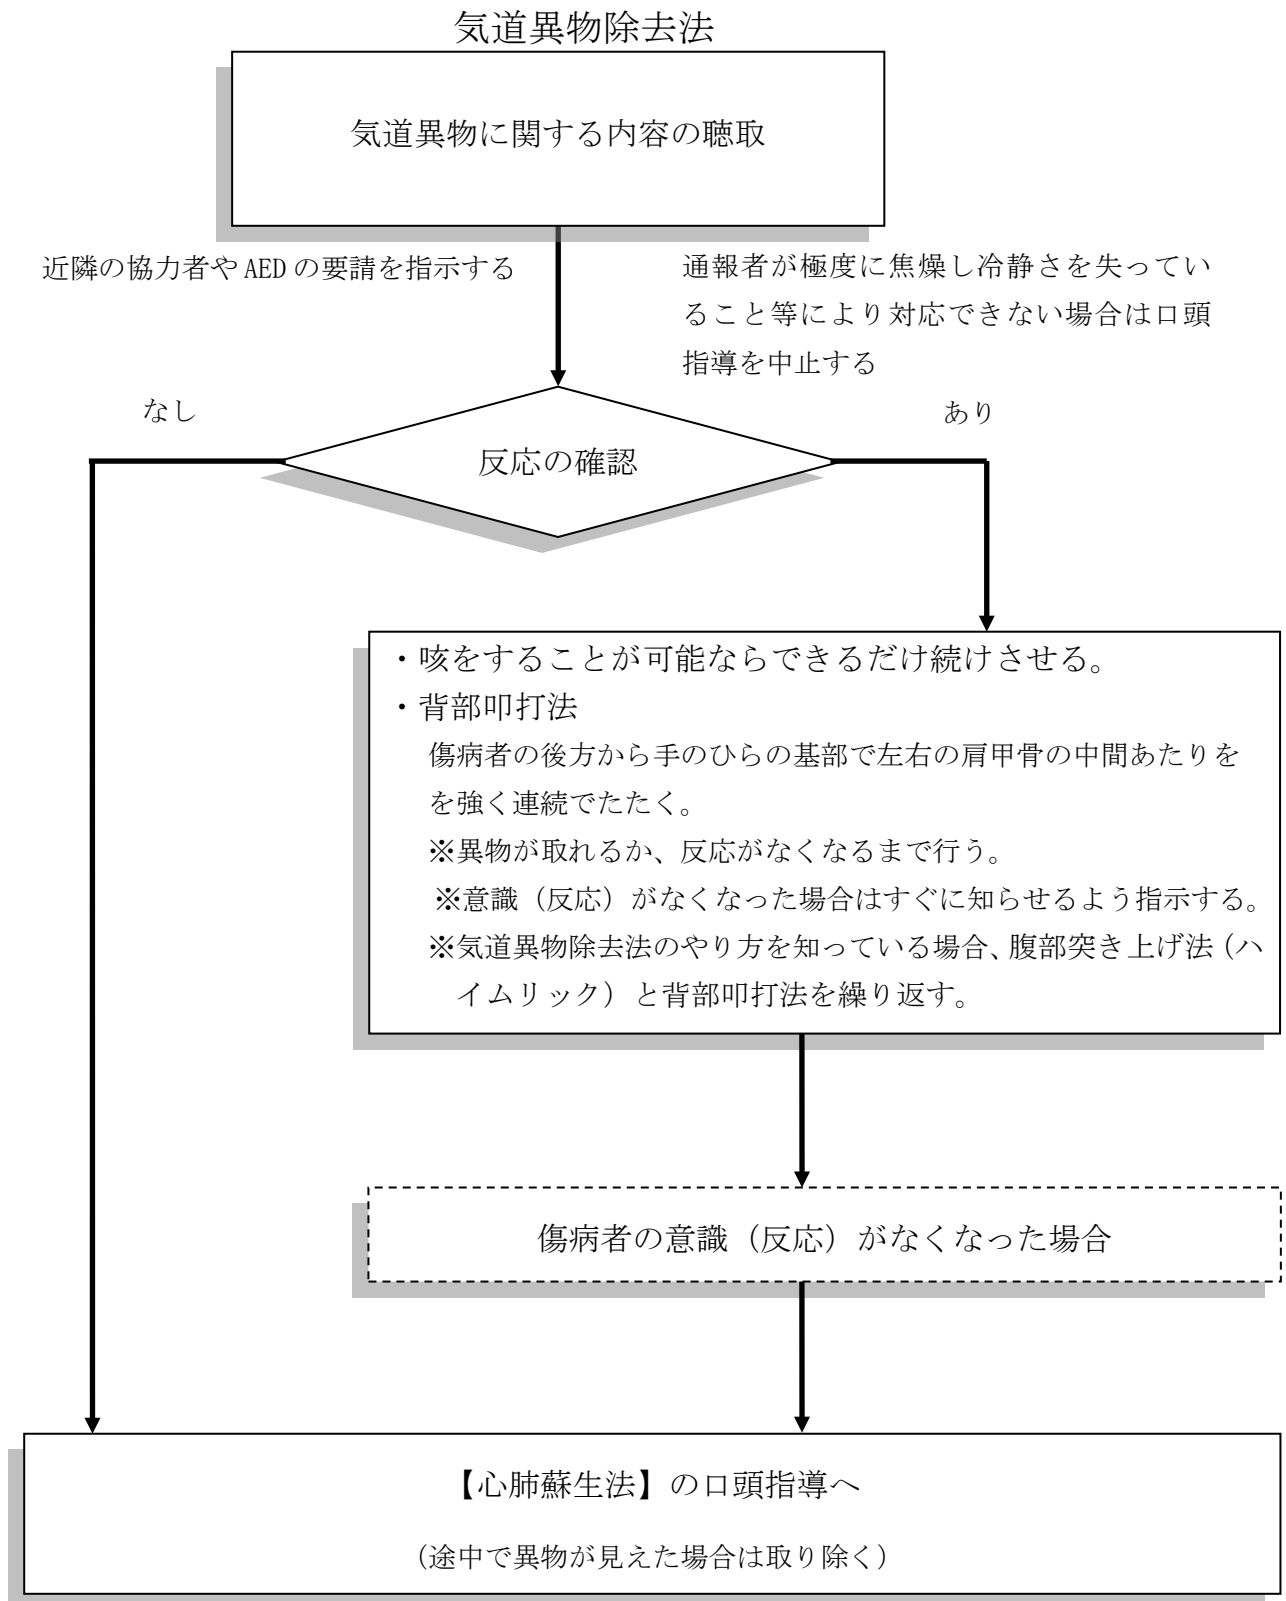 気道異物除去法
気道異物に関する内容の聴取
近隣の協力者や AED の要請を指示する
通報者が極度に焦燥し冷静さを失ってい
ること等により対応できない場合は口頭
指導を中止する
なし
あり
反応の確認
・咳をすることが可能ならできるだけ続けさせる。
・背部叩打法
傷病者の後方から手のひらの基部で左右の肩甲骨の中間あたりを
を強く連続でたたく。
※異物が取れるか、反応がなくなるまで行う。
※意識（反応）がなくなった場合はすぐに知らせるよう指示する。
※気道異物除去法のやり方を知っている場合、腹部突き上げ法（ハ
イムリック）と背部叩打法を繰り返す。
傷病者の意識（反応）がなくなった場合
【心肺蘇生法】の口頭指導へ
（途中で異物が見えた場合は取り除く）